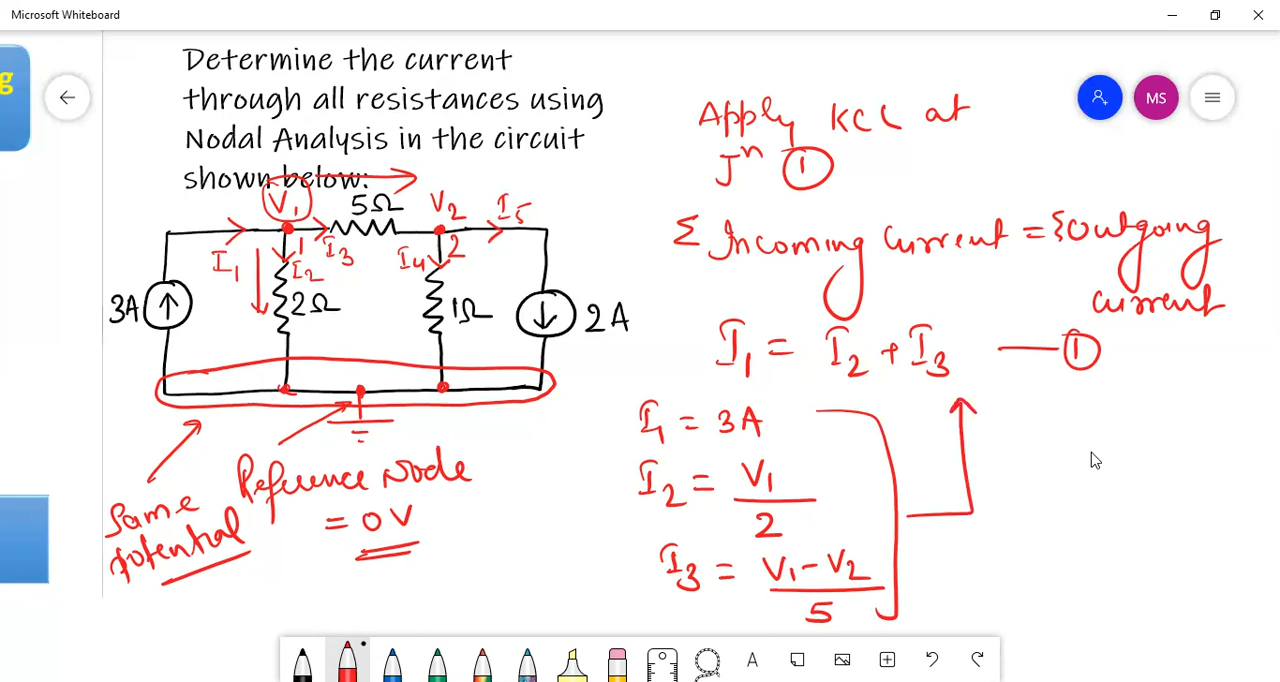 Microsoft Whiteboard
g
MS
Determine the current
through all resistances using
Nodal Analysis in the circuit
shown below:
V1
5Ω
V2
I5
I1
1
I2
I3
I4
2
3A
2Ω
1Ω
2A
Same
potential
Reference Node
= 0V
Apply KCL at
Jn 1
Σ Incoming current = Σ Outgoing
current
I1 = I2 + I3 — 1
I1 = 3A
I2 = V1
2
I3 = V1 - V2
5
A